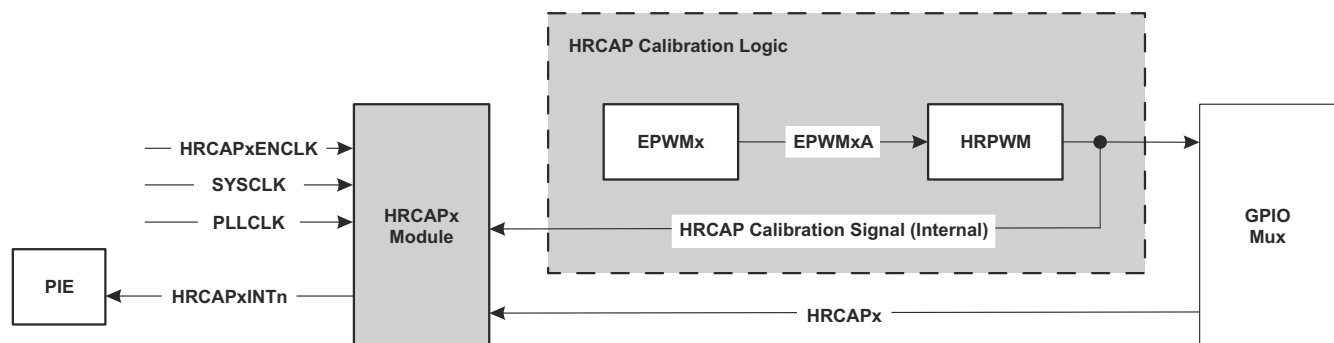 HRCAP Calibration Logic
EPWMx
EPWMxA
HRPWM
HRCAPxENCLK
SYSCLK
PLLCLK
HRCAPx
Module
HRCAP Calibration Signal (Internal)
GPIO
Mux
PIE
HRCAPxINTn
HRCAPx